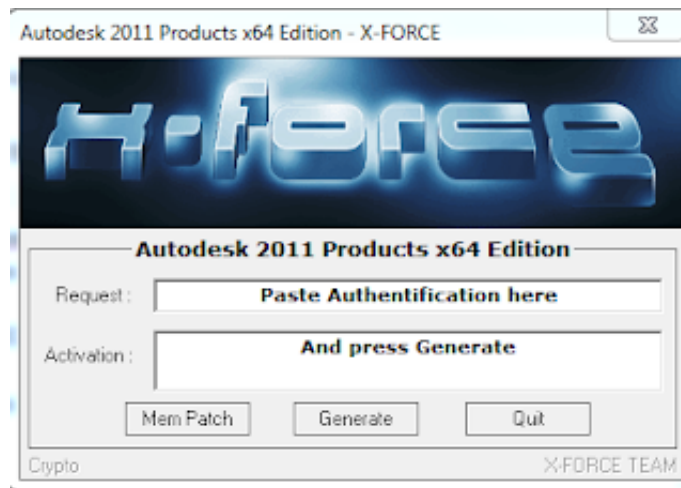 Autodesk 2011 Products x64 Edition - X-FORCE
x-force
Autodesk 2011 Products x64 Edition
Request : Paste Authentification here
Activation : And press Generate
Mem Patch Generate Quit
Crypto X-FORCE TEAM